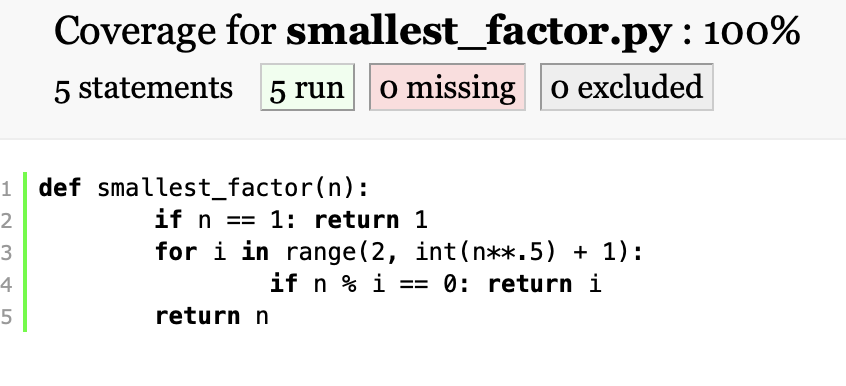 Coverage for smallest_factor.py : 100%
5 statements 5 run 0 missing 0 excluded
1 def smallest_factor(n):
2 if n == 1: return 1
3 for i in range(2, int(n**.5) + 1):
4 if n % i == 0: return i
5 return n